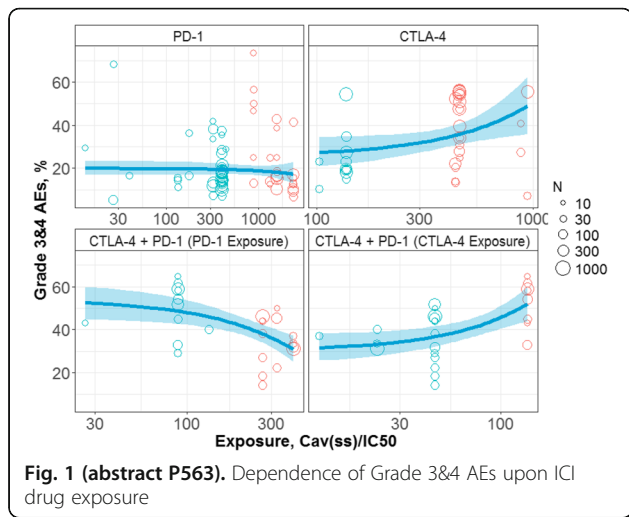 PD-1
CTLA-4
60
40
20
30
100
300
1000
100
300
1000
CTLA-4 + PD-1 (PD-1 Exposure)
CTLA-4 + PD-1 (CTLA-4 Exposure)
60
40
20
30
100
300
30
100
Grade 3&4 AEs, %
Exposure, Cav(ss)/IC50
N
10
30
100
300
1000
Fig. 1 (abstract P563). Dependence of Grade 3&4 AEs upon ICI
drug exposure